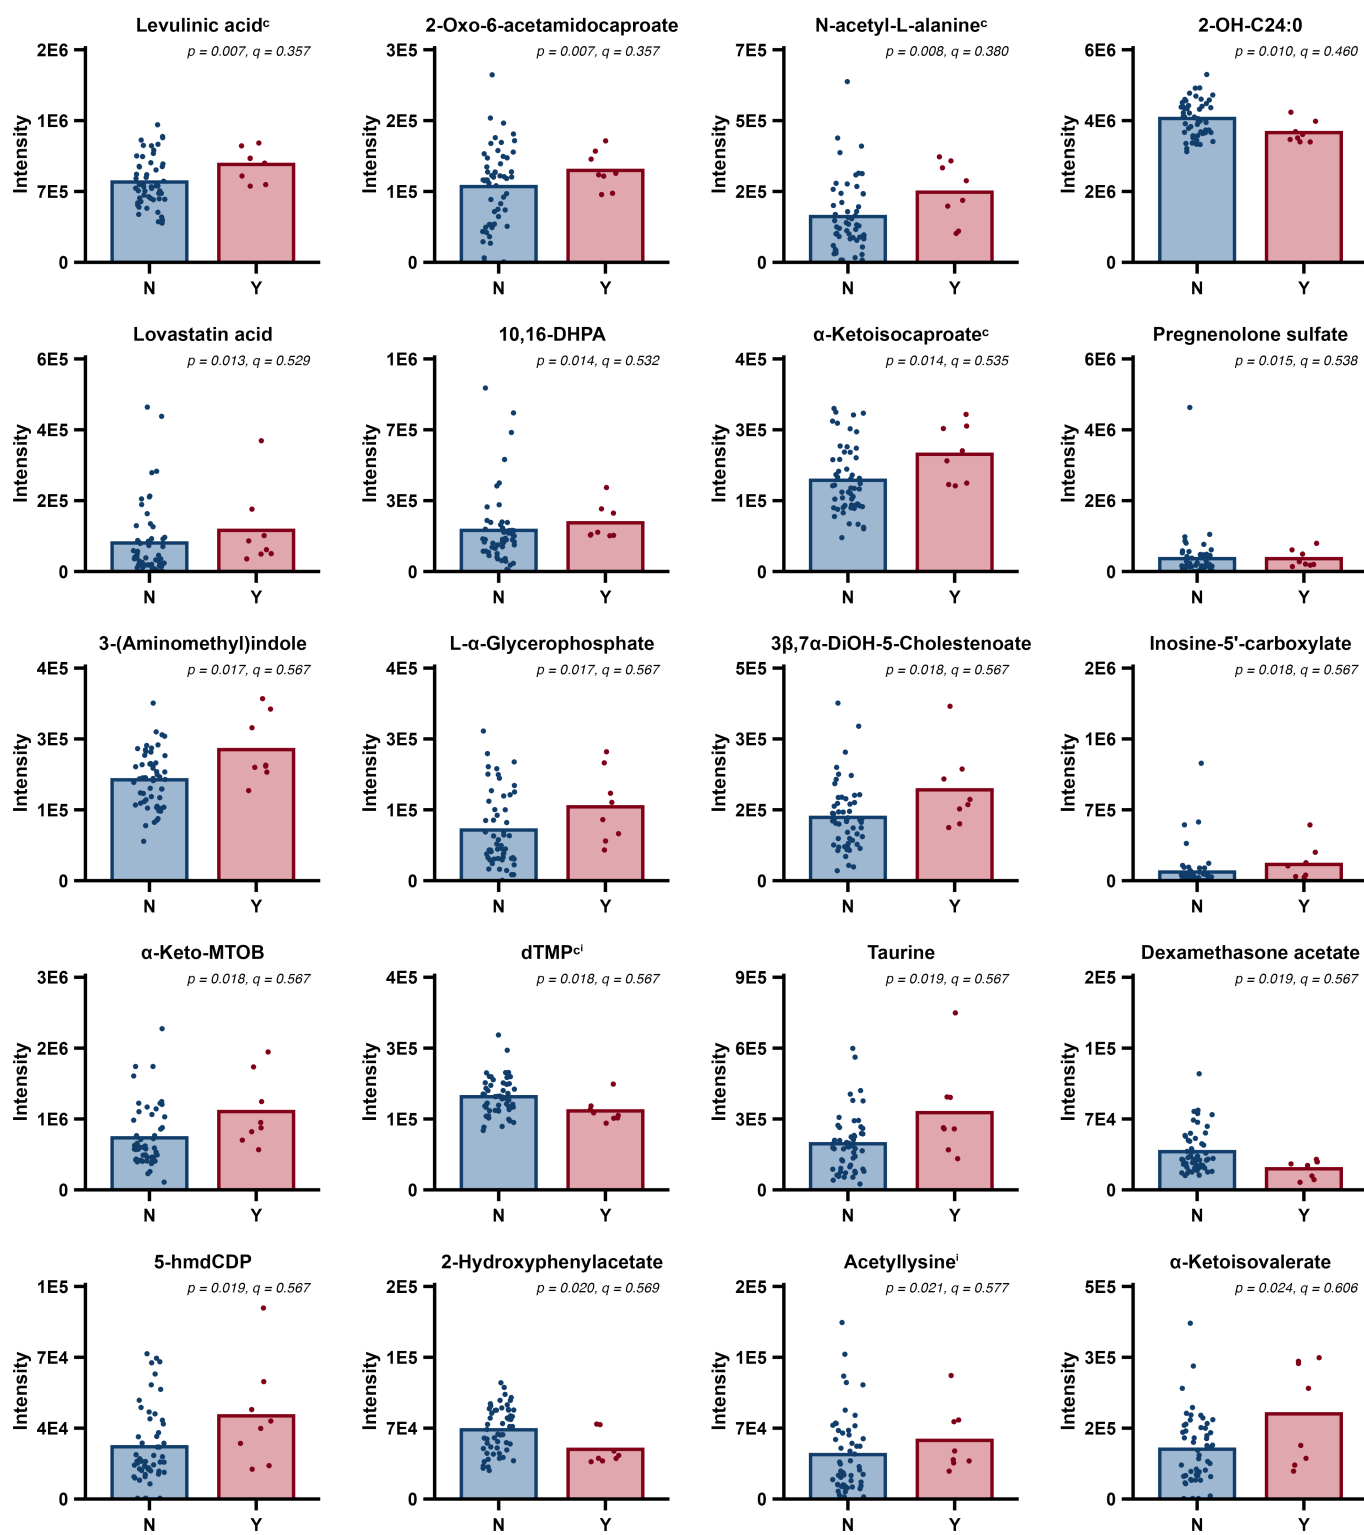 Levulinic acidᶜ
p = 0.007, q = 0.357
2E6
1E6
7E5
0
Intensity
N Y
2-Oxo-6-acetamidocaproate
p = 0.007, q = 0.357
3E5
2E5
1E5
0
Intensity
N Y
N-acetyl-L-alanineᶜ
p = 0.008, q = 0.380
7E5
5E5
2E5
0
Intensity
N Y
2-OH-C24:0
p = 0.010, q = 0.460
6E6
4E6
2E6
0
Intensity
N Y
Lovastatin acid
p = 0.013, q = 0.529
6E5
4E5
2E5
0
Intensity
N Y
10,16-DHPA
p = 0.014, q = 0.532
1E6
7E5
3E5
0
Intensity
N Y
α-Ketoisocaproateᶜ
p = 0.014, q = 0.535
4E5
3E5
1E5
0
Intensity
N Y
Pregnenolone sulfate
p = 0.015, q = 0.538
6E6
4E6
2E6
0
Intensity
N Y
3-(Aminomethyl)indole
p = 0.017, q = 0.567
4E5
3E5
1E5
0
Intensity
N Y
L-α-Glycerophosphate
p = 0.017, q = 0.567
4E5
3E5
1E5
0
Intensity
N Y
3β,7α-DiOH-5-Cholestenoate
p = 0.018, q = 0.567
5E5
3E5
2E5
0
Intensity
N Y
Inosine-5'-carboxylate
p = 0.018, q = 0.567
2E6
1E6
7E5
0
Intensity
N Y
α-Keto-MTOB
p = 0.018, q = 0.567
3E6
2E6
1E6
0
Intensity
N Y
dTMPᶜⁱ
p = 0.018, q = 0.567
4E5
3E5
1E5
0
Intensity
N Y
Taurine
p = 0.019, q = 0.567
9E5
6E5
3E5
0
Intensity
N Y
Dexamethasone acetate
p = 0.019, q = 0.567
2E5
1E5
7E4
0
Intensity
N Y
5-hmdCDP
p = 0.019, q = 0.567
1E5
7E4
4E4
0
Intensity
N Y
2-Hydroxyphenylacetate
p = 0.020, q = 0.569
2E5
1E5
7E4
0
Intensity
N Y
Acetyllysineⁱ
p = 0.021, q = 0.577
2E5
1E5
7E4
0
Intensity
N Y
α-Ketoisovalerate
p = 0.024, q = 0.606
5E5
3E5
2E5
0
Intensity
N Y